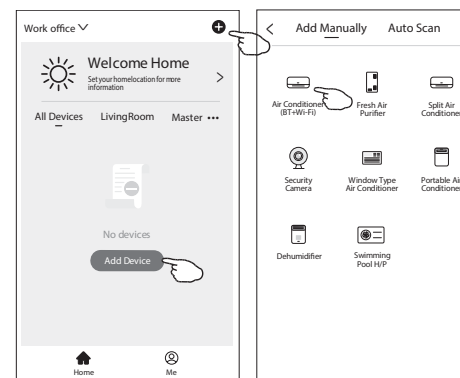 Work office
Welcome Home
Set your home location for more
information
All Devices LivingRoom Master
No devices
Add Device
Home Me
Add Manually Auto Scan
Air Conditioner
(BT+Wi-Fi)
Fresh Air
Purifier
Split Air
Conditioner
Security
Camera
Window Type
Air Conditioner
Portable Air
Conditioner
Dehumidifier
Swimming
Pool H/P